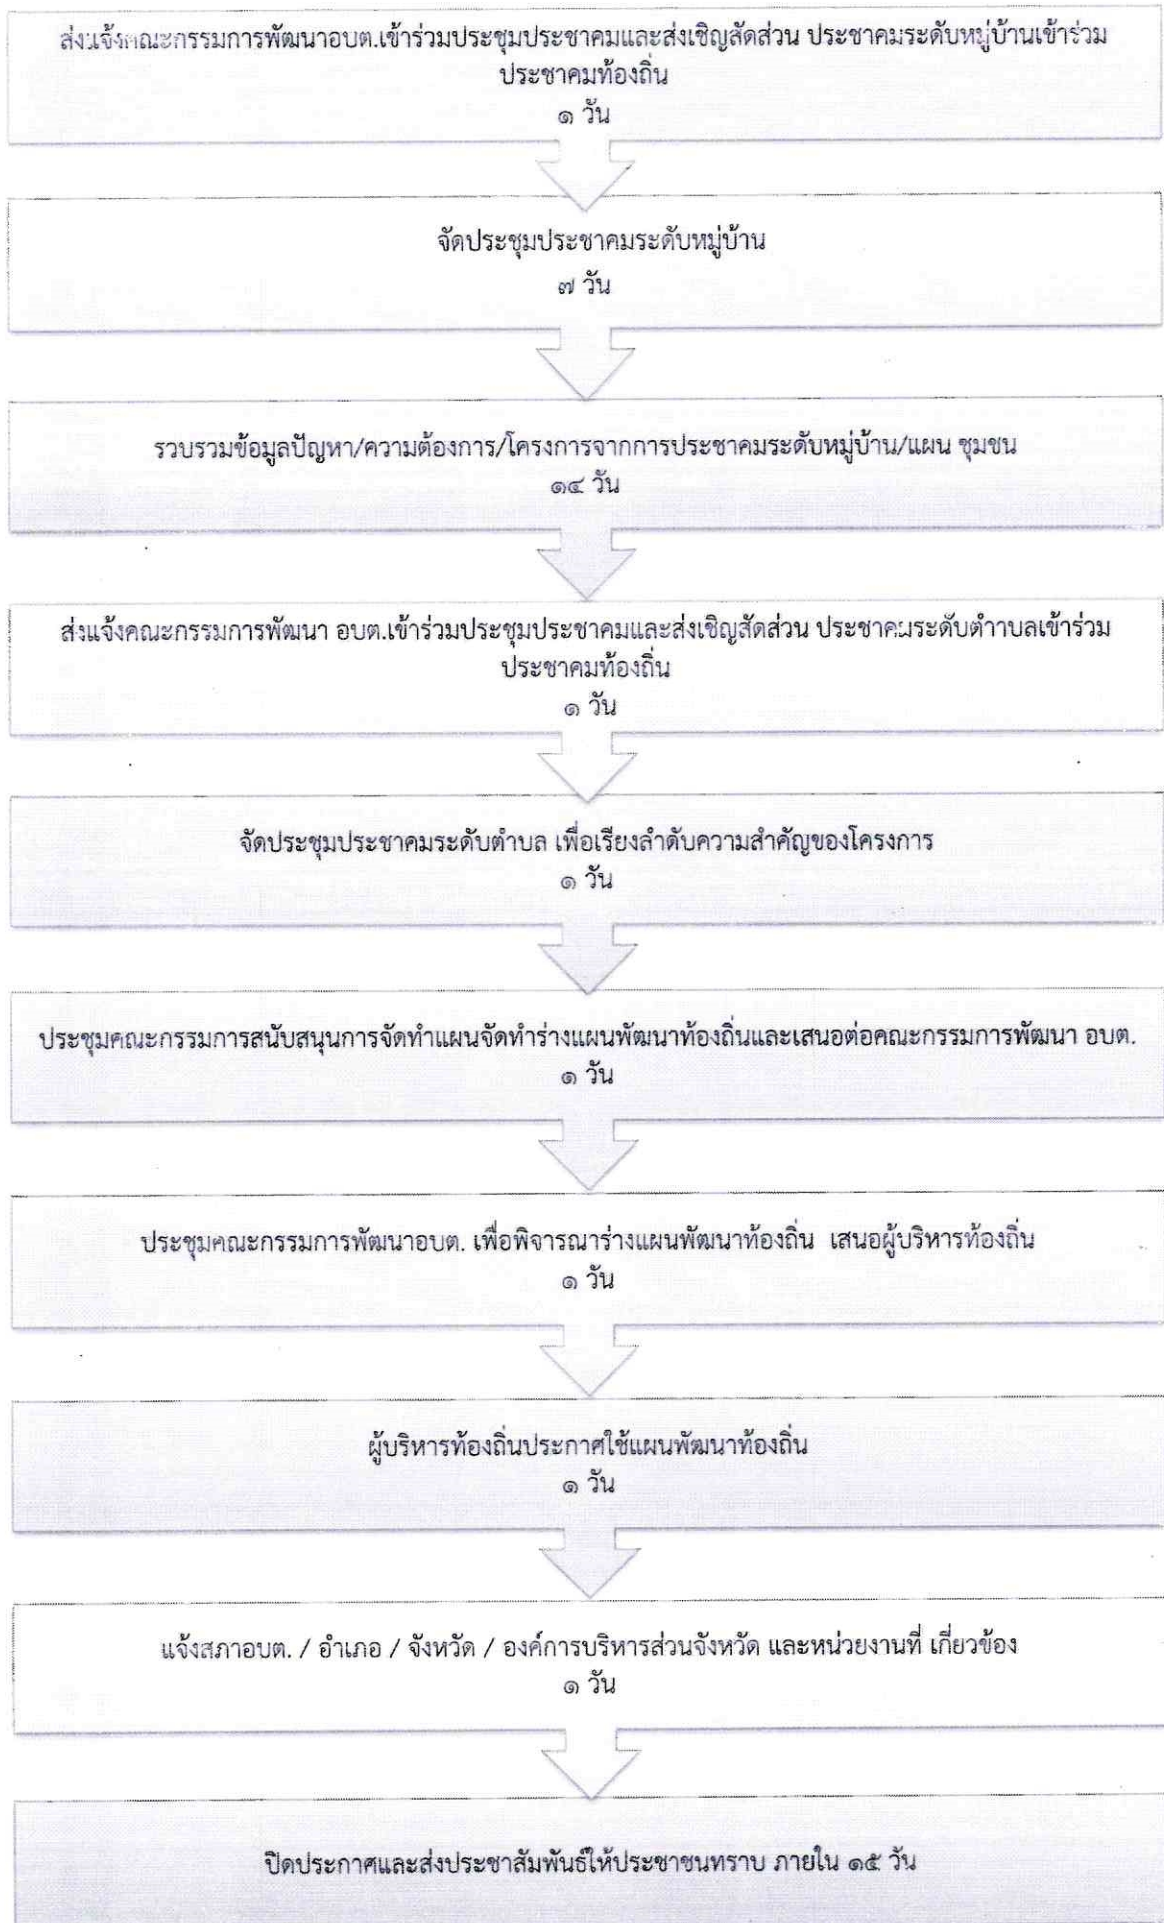 ส่งแจ้งคณะกรรมการพัฒนาอบต.เข้าร่วมประชุมประชาคมและส่งเชิญสัดส่วน ประชาคมระดับหมู่บ้านเข้าร่วม
ประชาคมท้องถิ่น
๑ วัน
จัดประชุมประชาคมระดับหมู่บ้าน
๗ วัน
รวบรวมข้อมูลปัญหา/ความต้องการ/โครงการจากการประชาคมระดับหมู่บ้าน/แผน ชุมชน
๑๔ วัน
ส่งแจ้งคณะกรรมการพัฒนา อบต.เข้าร่วมประชุมประชาคมและส่งเชิญสัดส่วน ประชาคมระดับตำาบลเข้าร่วม
ประชาคมท้องถิ่น
๑ วัน
จัดประชุมประชาคมระดับตำบล เพื่อเรียงลำดับความสำคัญของโครงการ
๑ วัน
ประชุมคณะกรรมการสนับสนุนการจัดทำแผนจัดทำร่างแผนพัฒนาท้องถิ่นและเสนอต่อคณะกรรมการพัฒนา อบต.
๑ วัน
ประชุมคณะกรรมการพัฒนาอบต. เพื่อพิจารณาร่างแผนพัฒนาท้องถิ่น เสนอผู้บริหารท้องถิ่น
๑ วัน
ผู้บริหารท้องถิ่นประกาศใช้แผนพัฒนาท้องถิ่น
๑ วัน
แจ้งสภาอบต. / อำเภอ / จังหวัด / องค์การบริหารส่วนจังหวัด และหน่วยงานที่ เกี่ยวข้อง
๑ วัน
ปิดประกาศและส่งประชาสัมพันธ์ให้ประชาชนทราบ ภายใน ๑๕ วัน